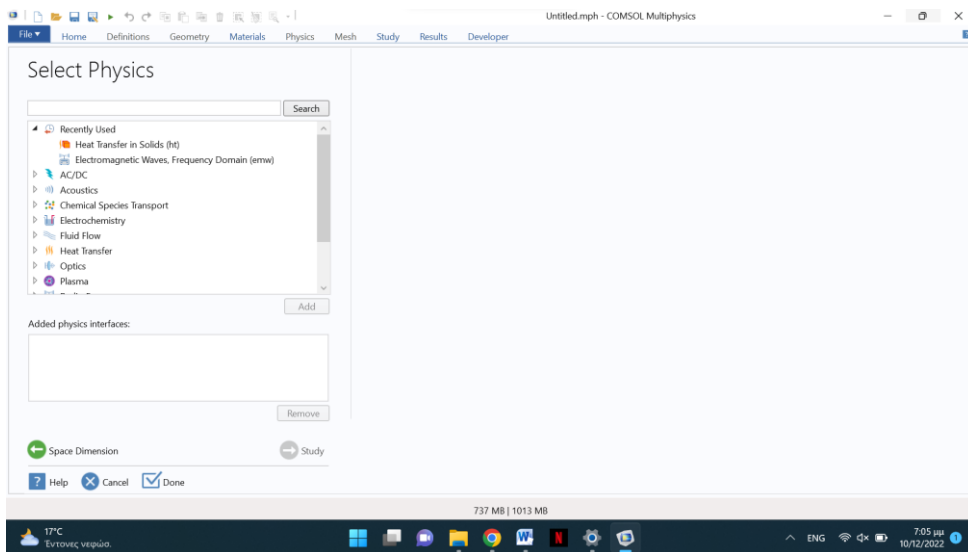 Untitled.mph - COMSOL Multiphysics
File Home Definitions Geometry Materials Physics Mesh Study Results Developer
Select Physics
Search
Recently Used
Heat Transfer in Solids (ht)
Electromagnetic Waves, Frequency Domain (emw)
AC/DC
Acoustics
Chemical Species Transport
Electrochemistry
Fluid Flow
Heat Transfer
Optics
Plasma
Add
Added physics interfaces:
Remove
Space Dimension Study
? Help Cancel Done
737 MB | 1013 MB
17°C
Έντονες νεφώσ.
ENG
7:05 μμ
10/12/2022
1